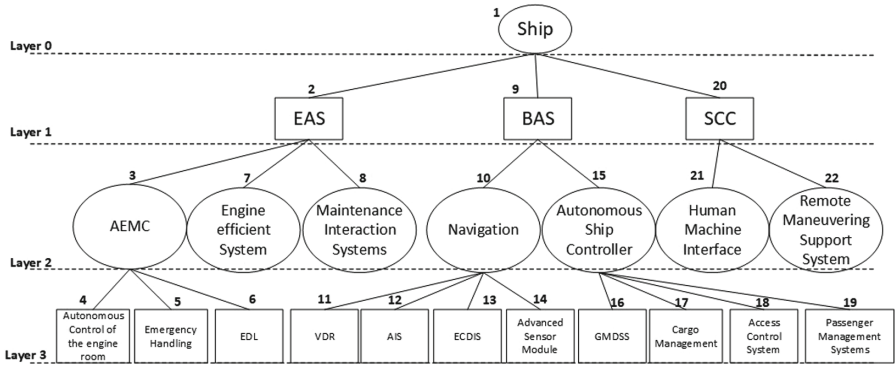 1
Ship
Layer 0
2
9
20
EAS
BAS
SCC
Layer 1
3
7
8
10
15
21
22
AEMC
Engine
efficient
System
Maintenance
Interaction
Systems
Navigation
Autonomous
Ship
Controller
Human
Machine
Interface
Remote
Maneuvering
Support
System
Layer 2
4
5
6
11
12
13
14
16
17
18
19
Autonomous
Control of
the engine
room
Emergency
Handling
EDL
VDR
AIS
ECDIS
Advanced
Sensor
Module
GMDSS
Cargo
Management
Access
Control
System
Passenger
Management
Systems
Layer 3